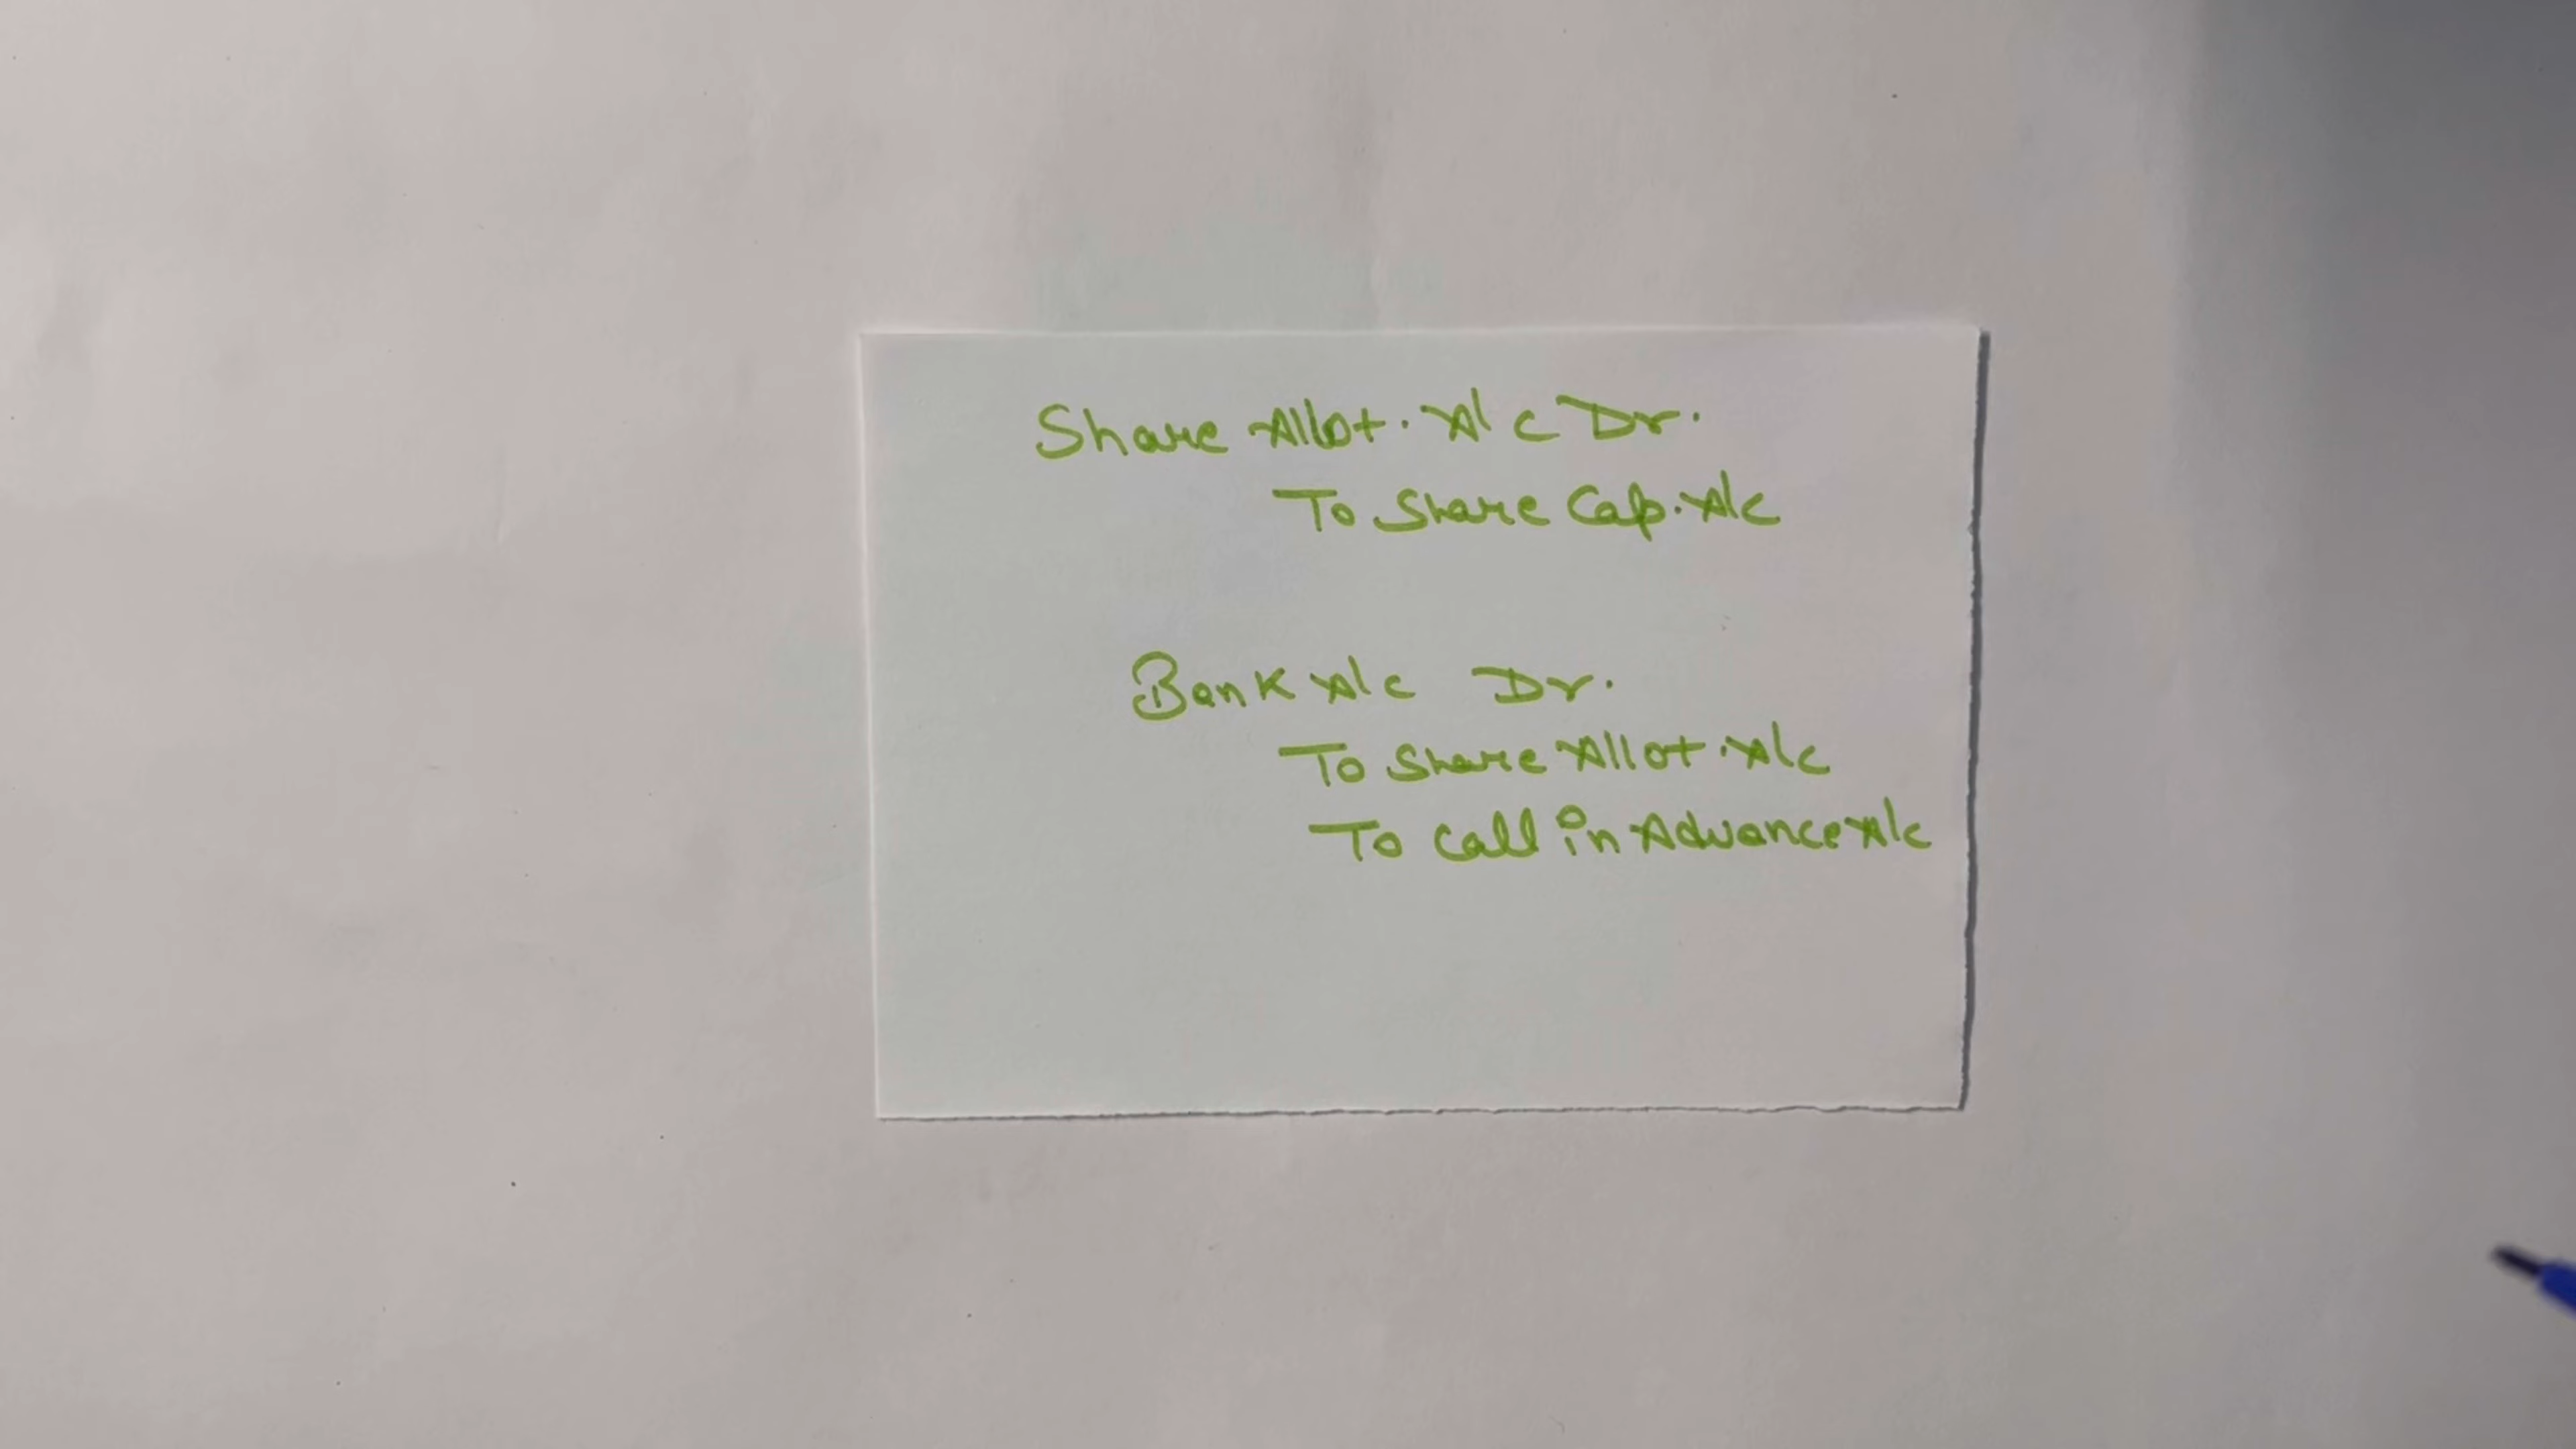 Share Allot. A/c Dr.
To Share Cap. A/c
Bank A/c Dr.
To Share Allot. A/c
To Call in Advance A/c